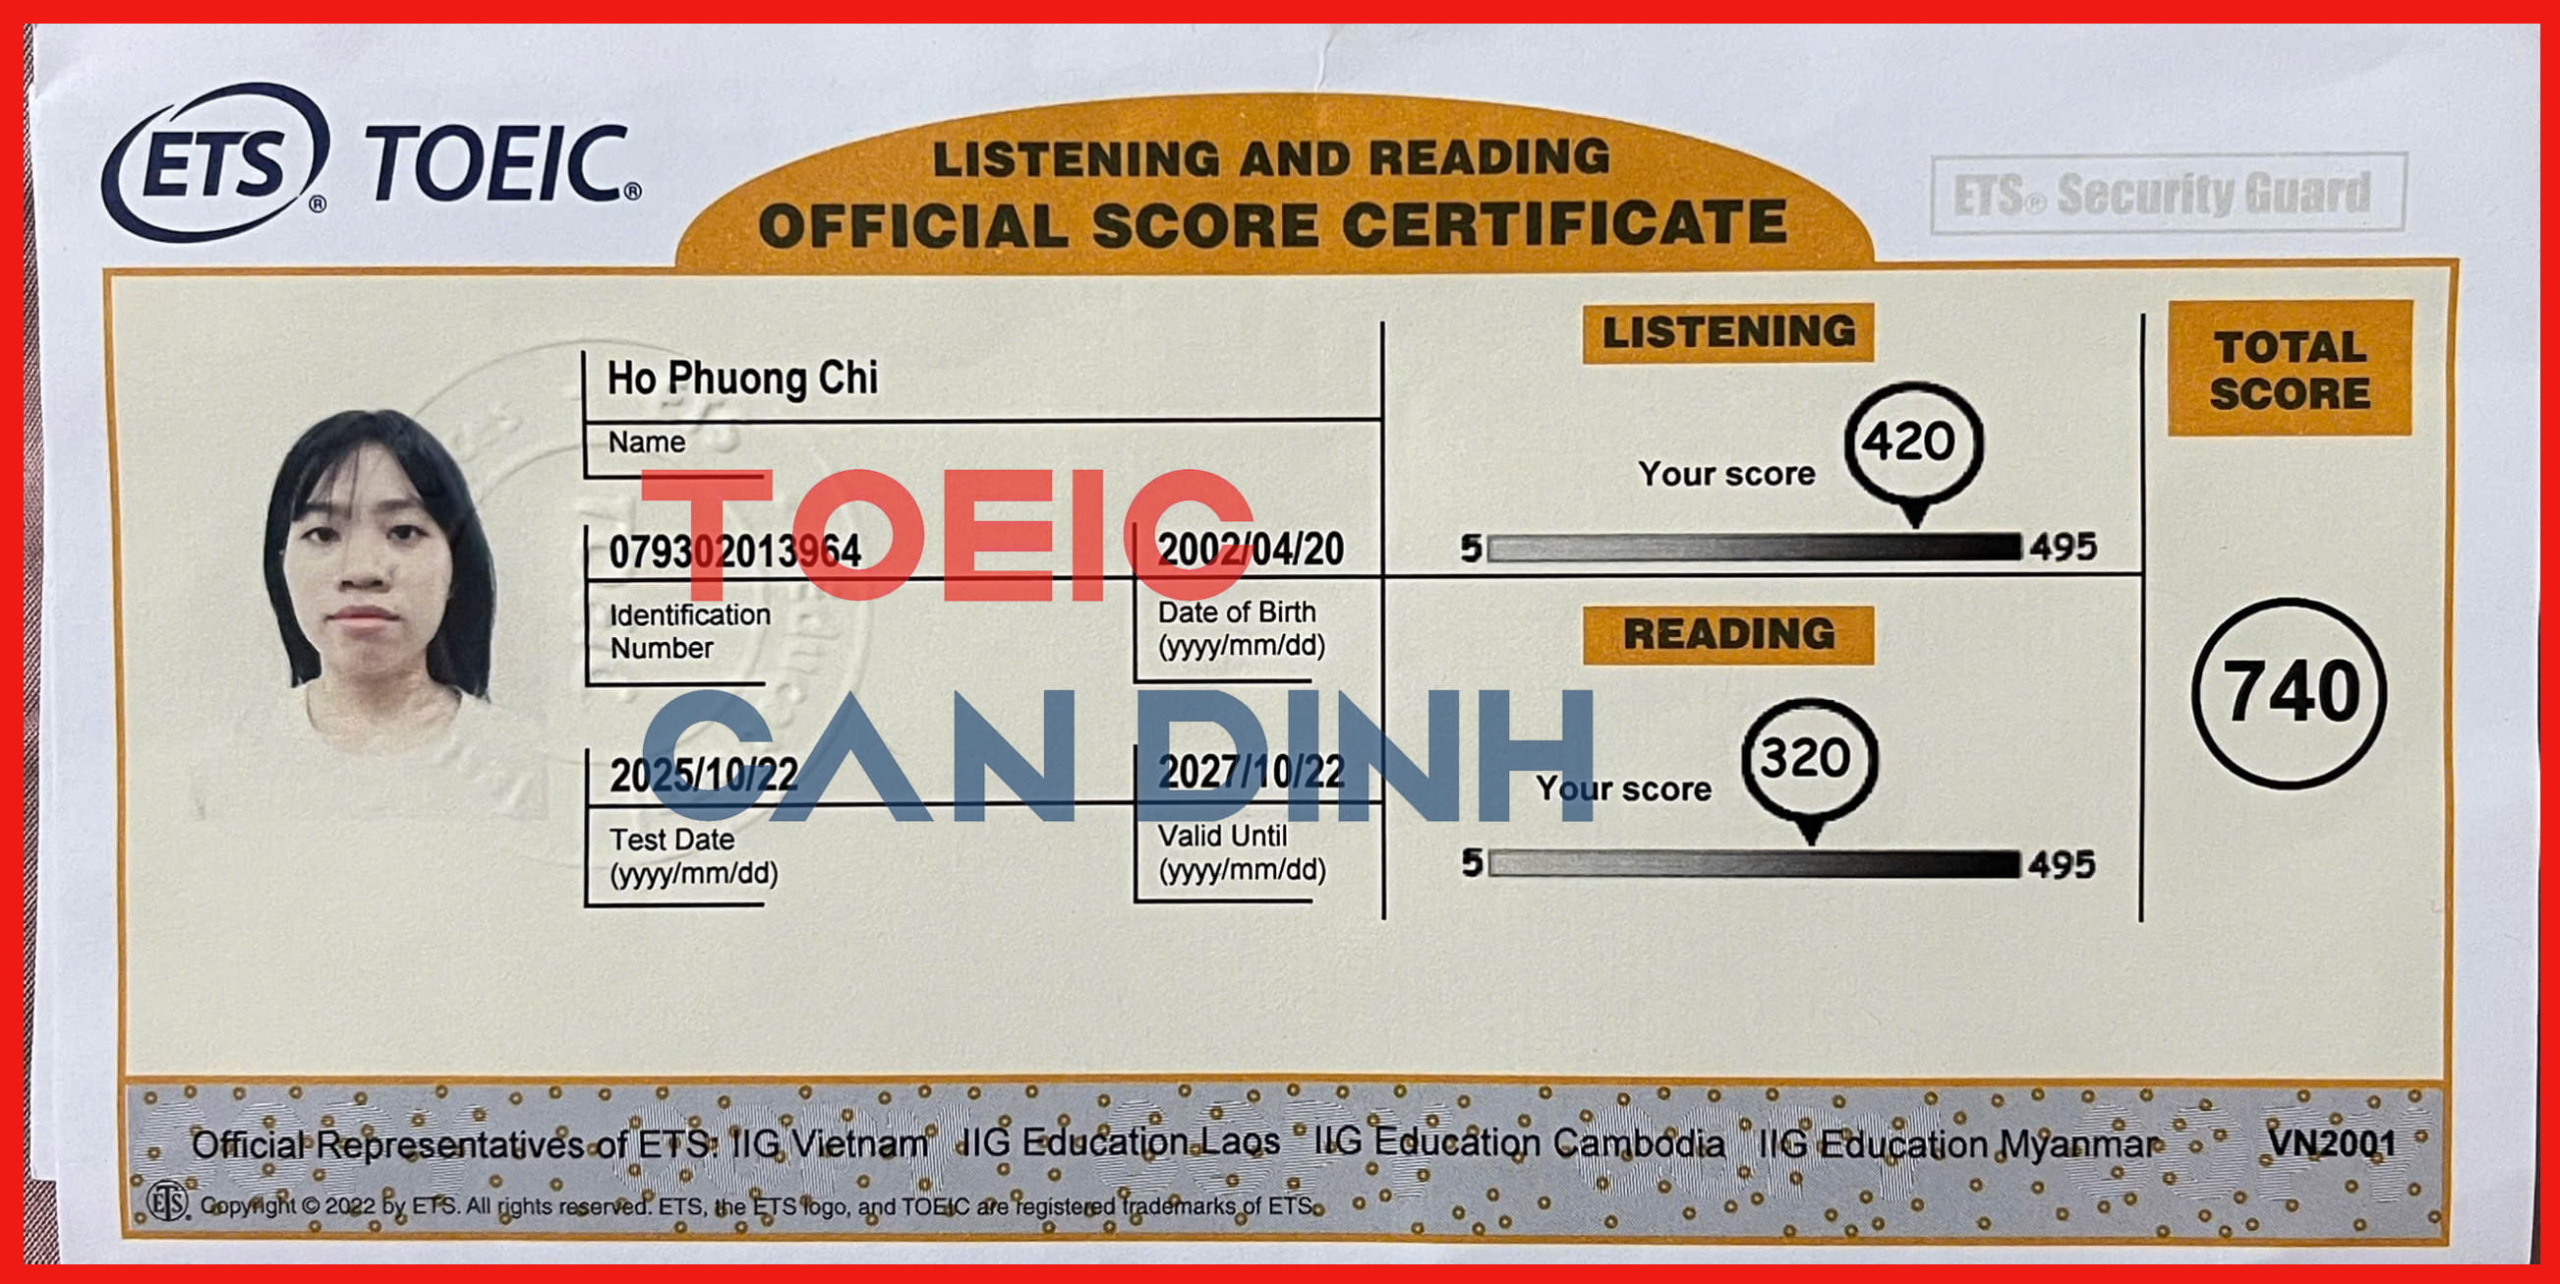 ETS® TOEIC®
LISTENING AND READING
OFFICIAL SCORE CERTIFICATE
ETS® Security Guard
Ho Phuong Chi
Name
079302013964
Identification
Number
2002/04/20
Date of Birth
(yyyy/mm/dd)
2025/10/22
Test Date
(yyyy/mm/dd)
2027/10/22
Valid Until
(yyyy/mm/dd)
TOEIC
CAN DINH
LISTENING
Your score 420
5 495
READING
Your score 320
5 495
TOTAL
SCORE
740
Official Representatives of ETS: IIG Vietnam IIG Education Laos IIG Education Cambodia IIG Education Myanmar VN2001
ETS. Copyright © 2022 by ETS. All rights reserved. ETS, the ETS logo, and TOEIC are registered trademarks of ETS.